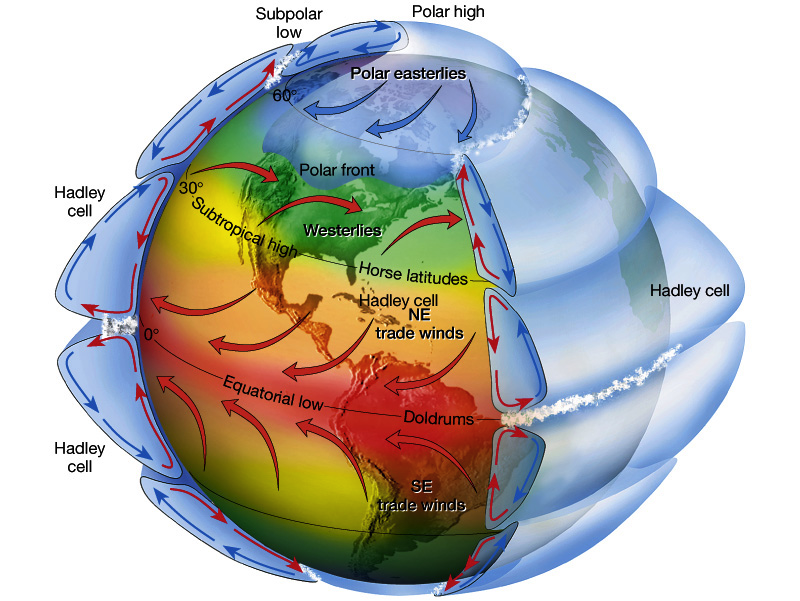 Subpolar
low
Polar high
Polar easterlies
60°
Polar front
30°
Hadley
cell
Subtropical high
Westerlies
Horse latitudes
Hadley cell
Hadley cell
NE
trade winds
0°
Equatorial low
Doldrums
Hadley
cell
SE
trade winds